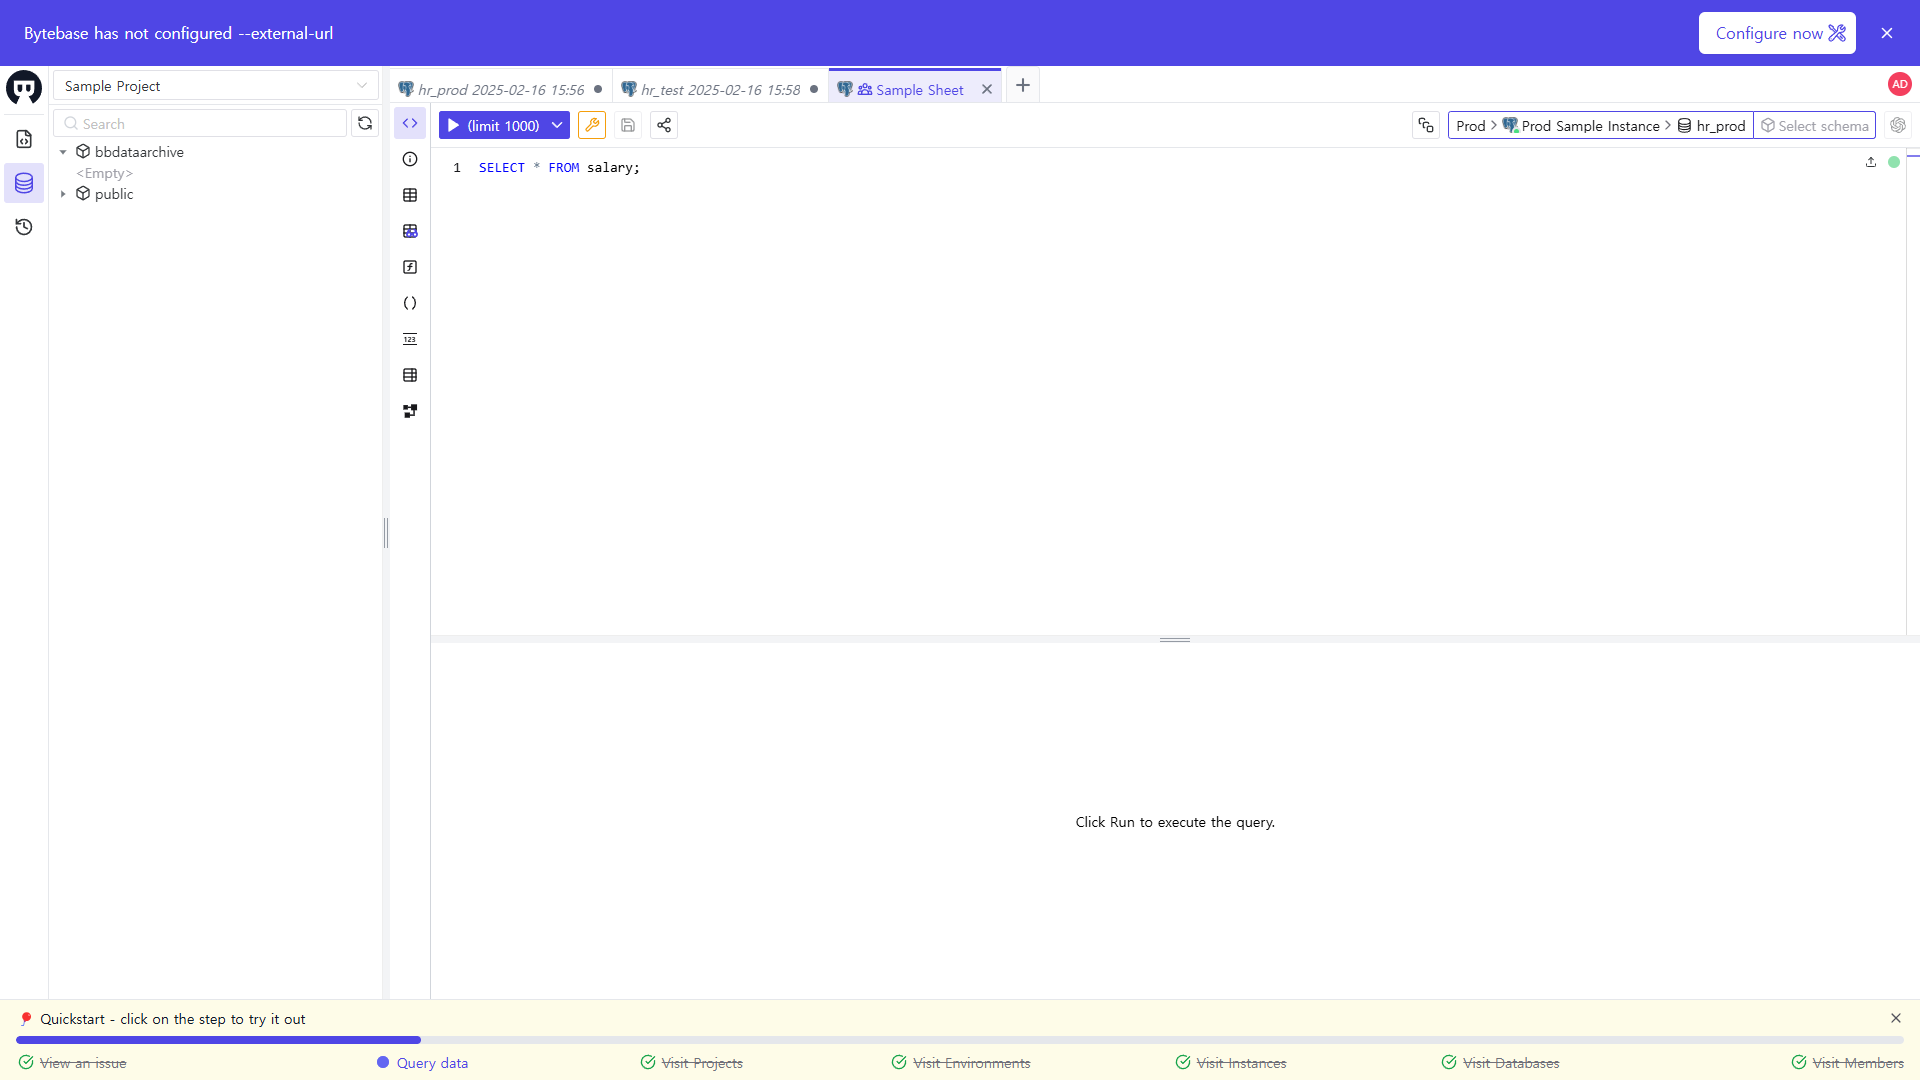 Bytebase has not configured --external-url
Configure now
Sample Project
hr_prod 2025-02-16 15:56
hr_test 2025-02-16 15:58
Sample Sheet
AD
Search
(limit 1000)
Prod
Prod Sample Instance
hr_prod
Select schema
bbdataarchive
<Empty>
public
1
SELECT * FROM salary;
123
Click Run to execute the query.
Quickstart - click on the step to try it out
View an issue
Query data
Visit Projects
Visit Environments
Visit Instances
Visit Databases
Visit Members